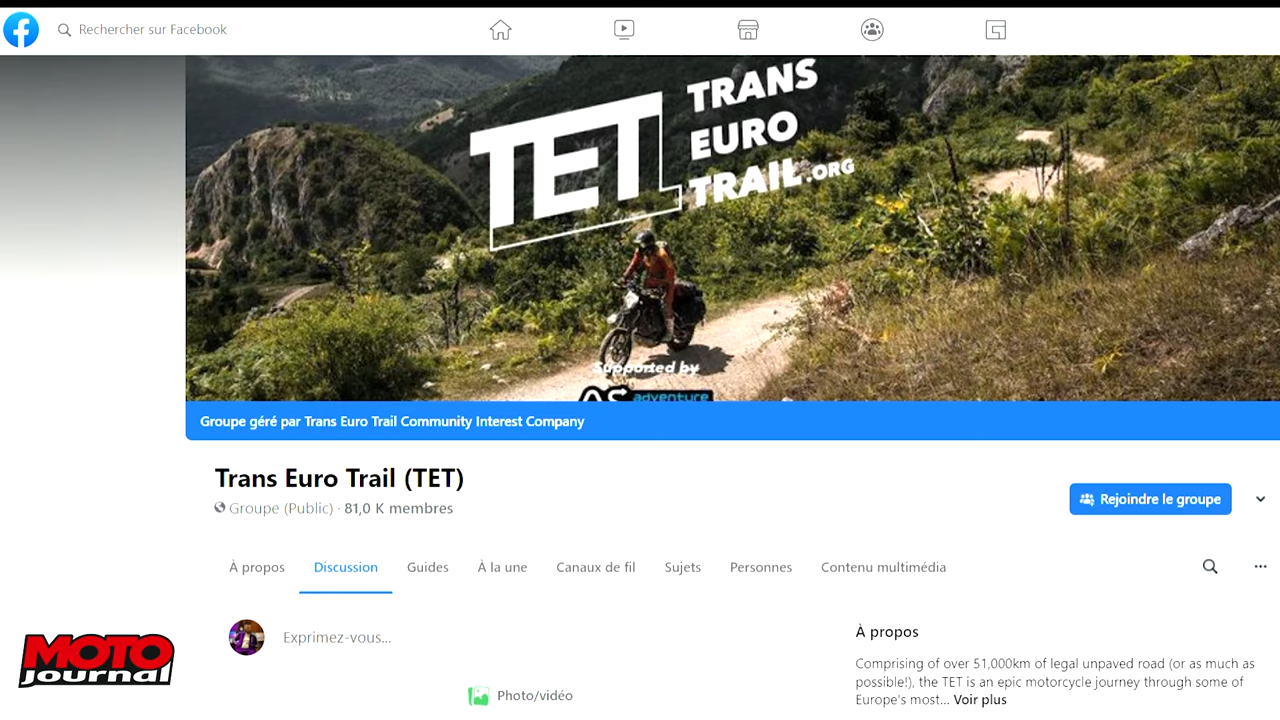 Rechercher sur Facebook
TET
TRANS
EURO
TRAIL.ORG
Supported by
adventure
Groupe géré par Trans Euro Trail Community Interest Company
Trans Euro Trail (TET)
Groupe (Public) · 81,0 K membres
Rejoindre le groupe
À propos
Discussion
Guides
À la une
Canaux de fil
Sujets
Personnes
Contenu multimédia
Exprimez-vous...
Photo/vidéo
À propos
Comprising of over 51,000km of legal unpaved road (or as much as
possible!), the TET is an epic motorcycle journey through some of
Europe's most... Voir plus
MOTO
journal